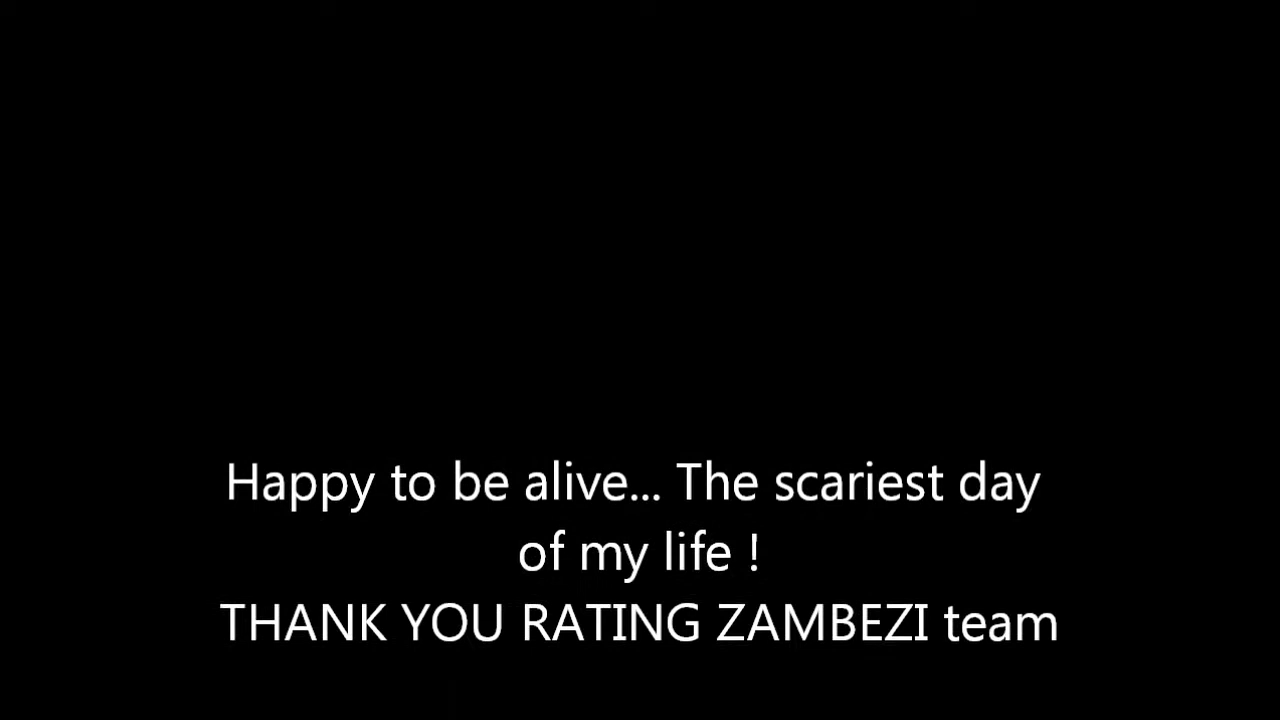 Happy to be alive... The scariest day
of my life !
THANK YOU RATING ZAMBEZI team